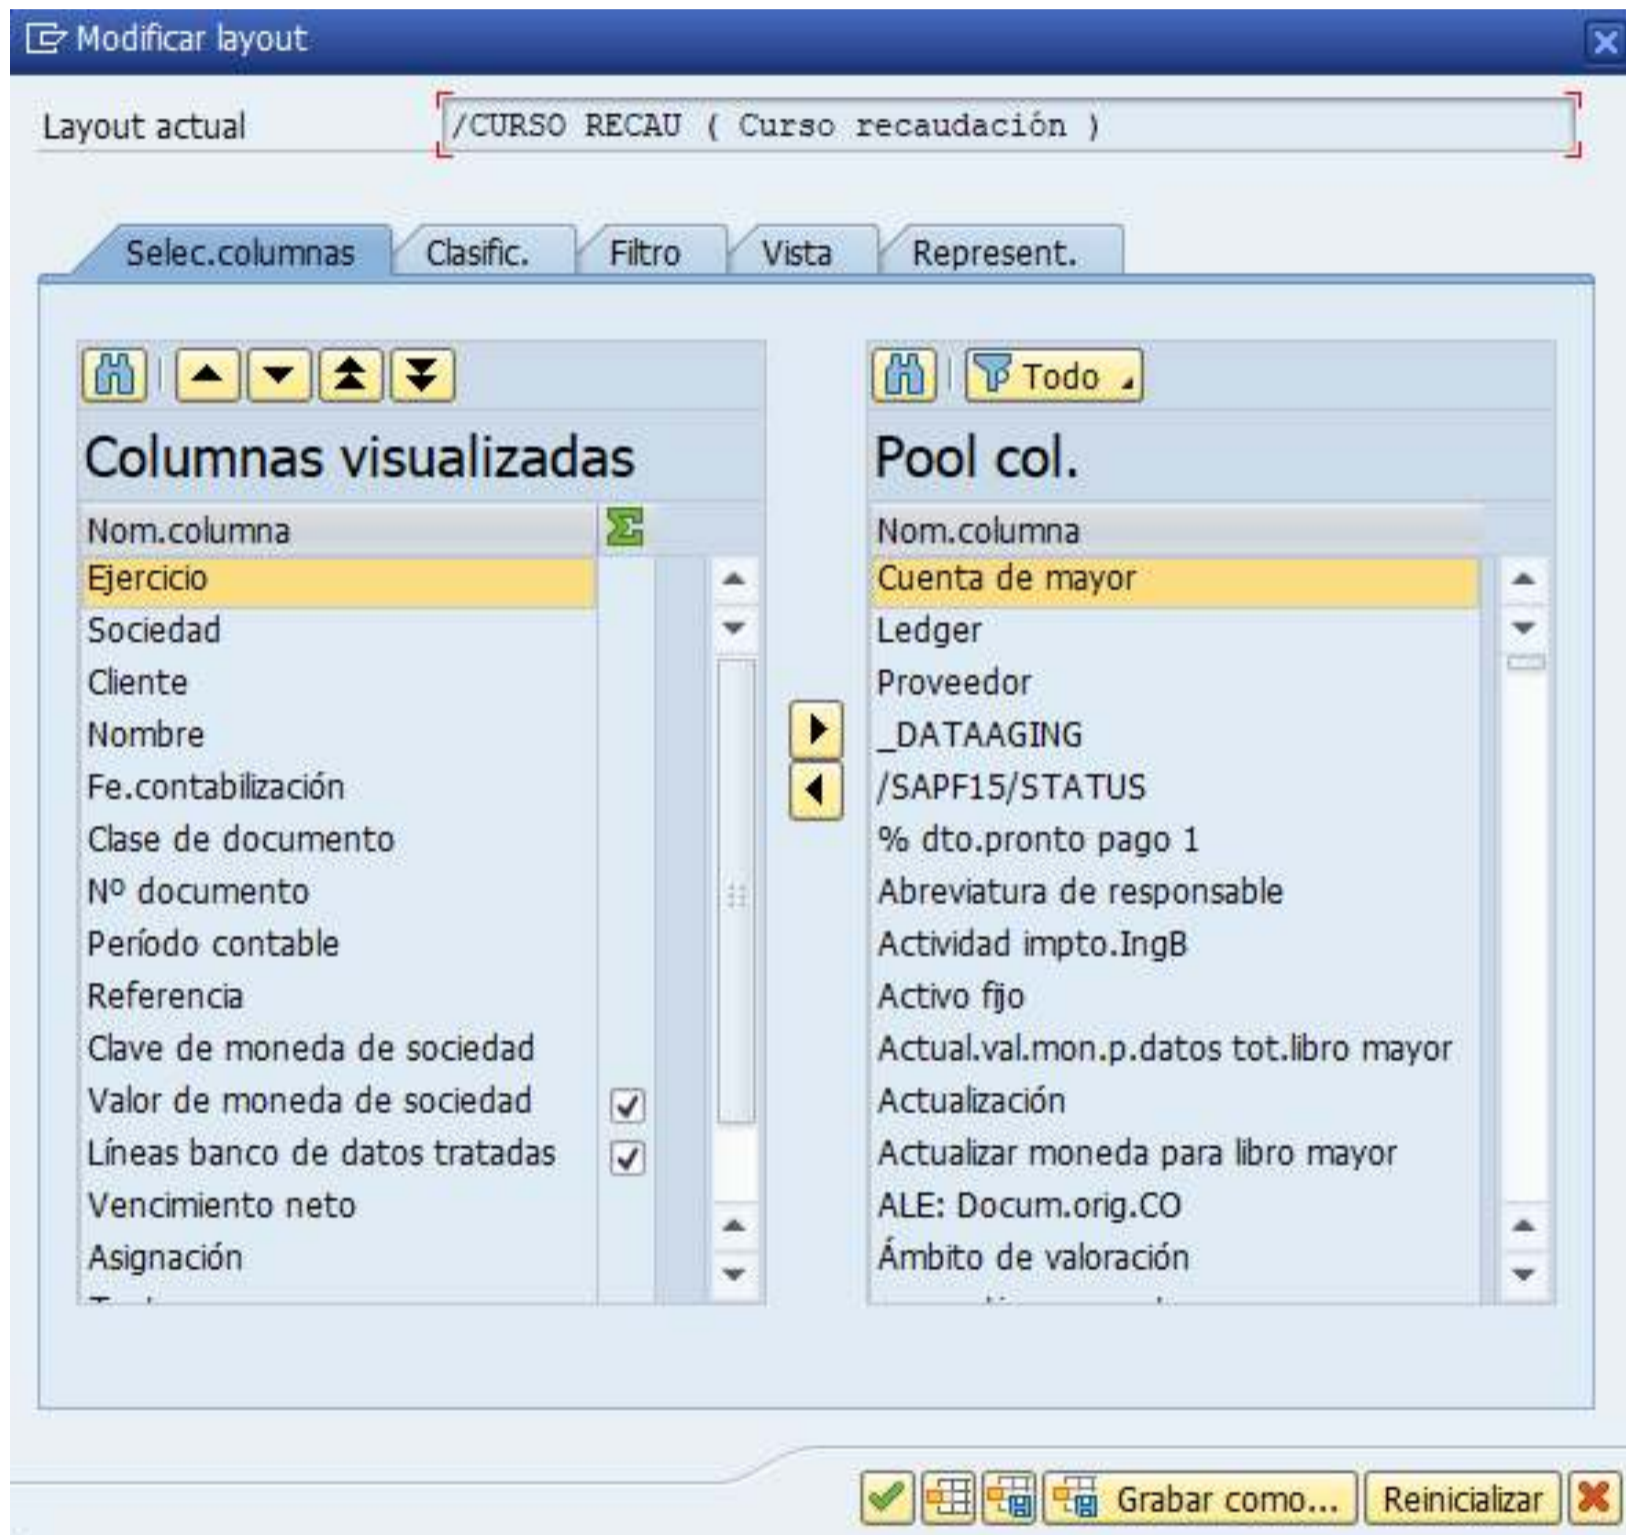 Modificar layout
Layout actual /CURSO RECAU ( Curso recaudación )
Selec.columnas Clasific. Filtro Vista Represent.
Todo
Columnas visualizadas
Nom.columna
Ejercicio
Sociedad
Cliente
Nombre
Fe.contabilización
Clase de documento
Nº documento
Período contable
Referencia
Clave de moneda de sociedad
Valor de moneda de sociedad
Líneas banco de datos tratadas
Vencimiento neto
Asignación
Pool col.
Nom.columna
Cuenta de mayor
Ledger
Proveedor
_DATAAGING
/SAPF15/STATUS
% dto.pronto pago 1
Abreviatura de responsable
Actividad impto.IngB
Activo fijo
Actual.val.mon.p.datos tot.libro mayor
Actualización
Actualizar moneda para libro mayor
ALE: Docum.orig.CO
Ámbito de valoración
Grabar como... Reinicializar